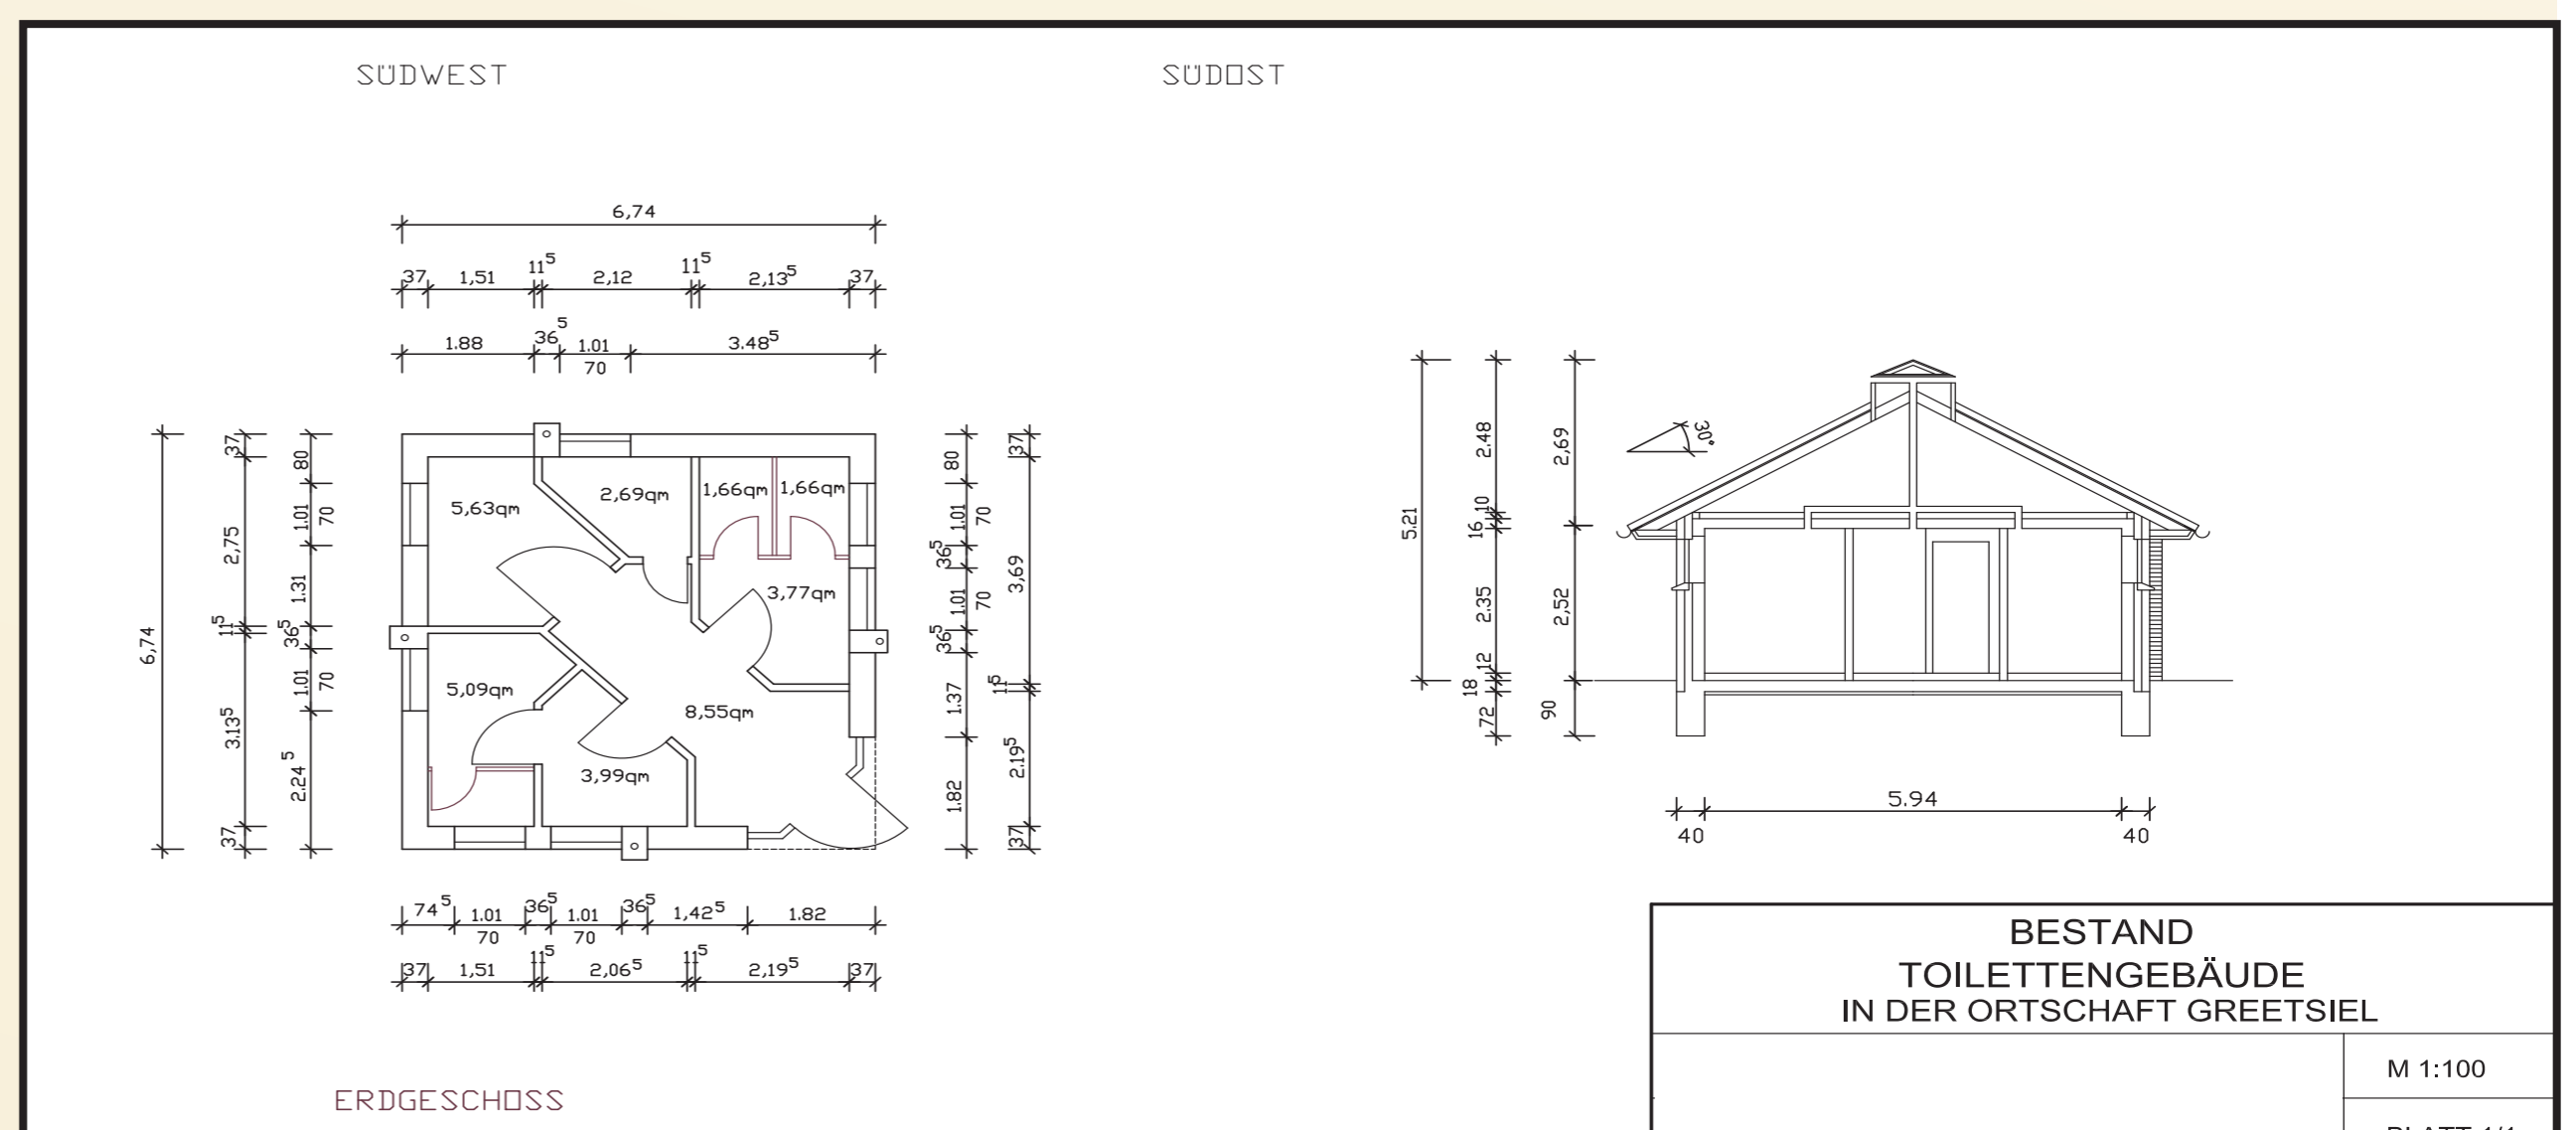 SÜDWEST
SÜDOST
6,74
37 1,51 11⁵ 2,12 11⁵ 2,13⁵ 37
1.88 36⁵ 1.01 3.48⁵
70
6,74
37 2,75 11⁵ 3.13⁵ 37
80 1.01 70 1.31 36⁵ 1.01 70 2.24⁵
5,63qm
2,69qm
1,66qm
1,66qm
3,77qm
5,09qm
8,55qm
3,99qm
80 1.01 70 36⁵ 1.01 70 36⁵ 1.37 1.82
37 3,69 11⁵ 2.19⁵ 37
74⁵ 1.01 36⁵ 1.01 36⁵ 1,42⁵ 1.82
70 70
37 1,51 11⁵ 2,06⁵ 11⁵ 2,19⁵ 37
ERDGESCHOSS
5.21
2.48 10 16 2.35 12 18 72
2,69 2,52 90
30°
5.94
40 40
BESTAND
TOILETTENGEBÄUDE
IN DER ORTSCHAFT GREETSIEL
M 1:100
BLATT 1/1